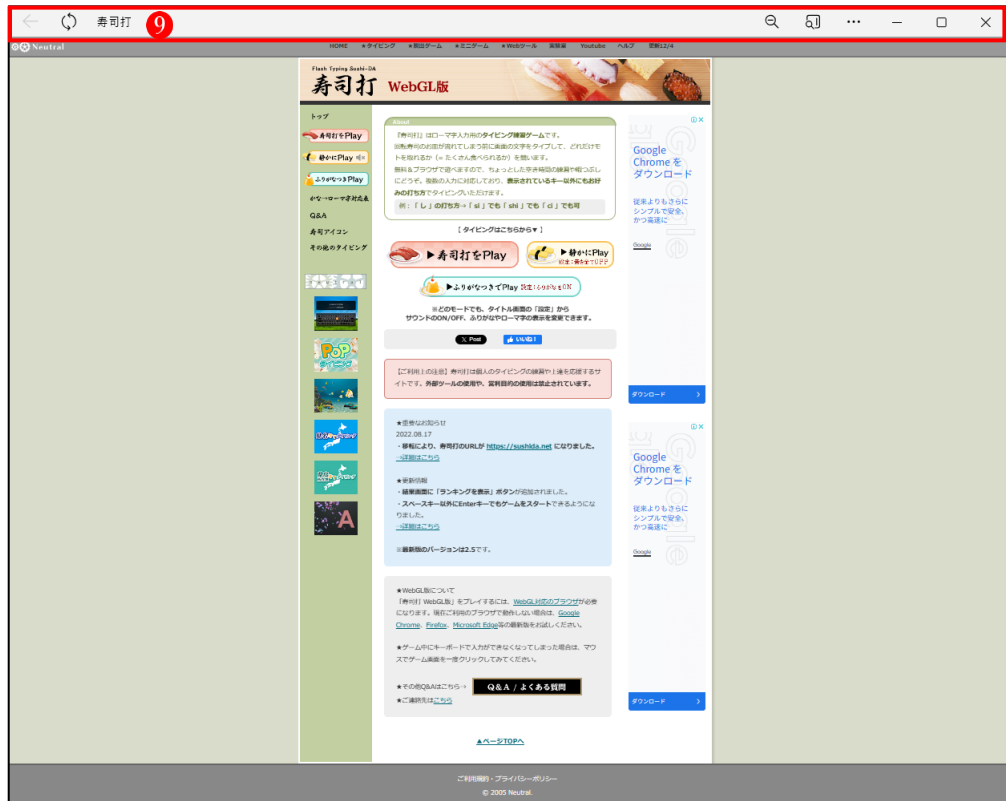 寿司打
9
Neutral
HOME ★タイピング ★脱出ゲーム ★ミニゲーム ★Webツール 実験室 Youtube ヘルプ 更新12/4
Flash Typing Sushi-DA
寿司打 WebGL版
トップ
寿司打をPlay
静かにPlay
ふりがなつきPlay
かな→ローマ字対応表
Q&A
寿司アイコン
その他のタイピング
POP
タイピング
A
About
『寿司打』はローマ字入力用のタイピング練習ゲームです。
回転寿司のお皿が流れてしまう前に画面の文字をタイプして、どれだけモ
トを取れるか（= たくさん食べられるか）を競います。
無料&ブラウザで遊べますので、ちょっとした空き時間の練習や暇つぶし
にどうぞ。複数の入力に対応しており、表示されているキー以外にもお好
みの打ち方でタイピングいただけます。
例：「 し 」の打ち方→「 si 」でも「 shi 」でも「 ci 」でも可
【 タイピングはこちらから▼ 】
▶寿司打をPlay
▶静かにPlay
設定:音を全てOFF
▶ふりがなつきでPlay 設定:ふりがなをON
※どのモードでも、タイトル画面の「設定」から
サウンドのON/OFF、ふりがなやローマ字の表示を変更できます。
X Post
いいね！
【ご利用上の注意】寿司打は個人のタイピングの練習や上達を応援するサ
イトです。外部ツールの使用や、営利目的の使用は禁止されています。
★重要なお知らせ
2022.08.17
・移転により、寿司打のURLが https://sushida.net になりました。
→詳細はこちら
★更新情報
・結果画面に「ランキングを表示」ボタンが追加されました。
・スペースキー以外にEnterキーでもゲームをスタートできるようにな
りました。
→詳細はこちら
※最新版のバージョンは2.5です。
★WebGL版について
「寿司打 WebGL版」をプレイするには、WebGL対応のブラウザが必要
になります。現在ご利用のブラウザで動作しない場合は、Google
Chrome、Firefox、Microsoft Edge等の最新版をお試しください。
★ゲーム中にキーボードで入力ができなくなってしまった場合は、マウ
スでゲーム画面を一度クリックしてみてください。
★その他Q&Aはこちら→ Q&A / よくある質問
★ご連絡先はこちら
▲ページTOPへ
Google
Chrome を
ダウンロード
従来よりもさらに
シンプルで安全、
かつ高速に
Google
ダウンロード
Google
Chrome を
ダウンロード
従来よりもさらに
シンプルで安全、
かつ高速に
Google
ダウンロード
ご利用規約・プライバシーポリシー
© 2005 Neutral.